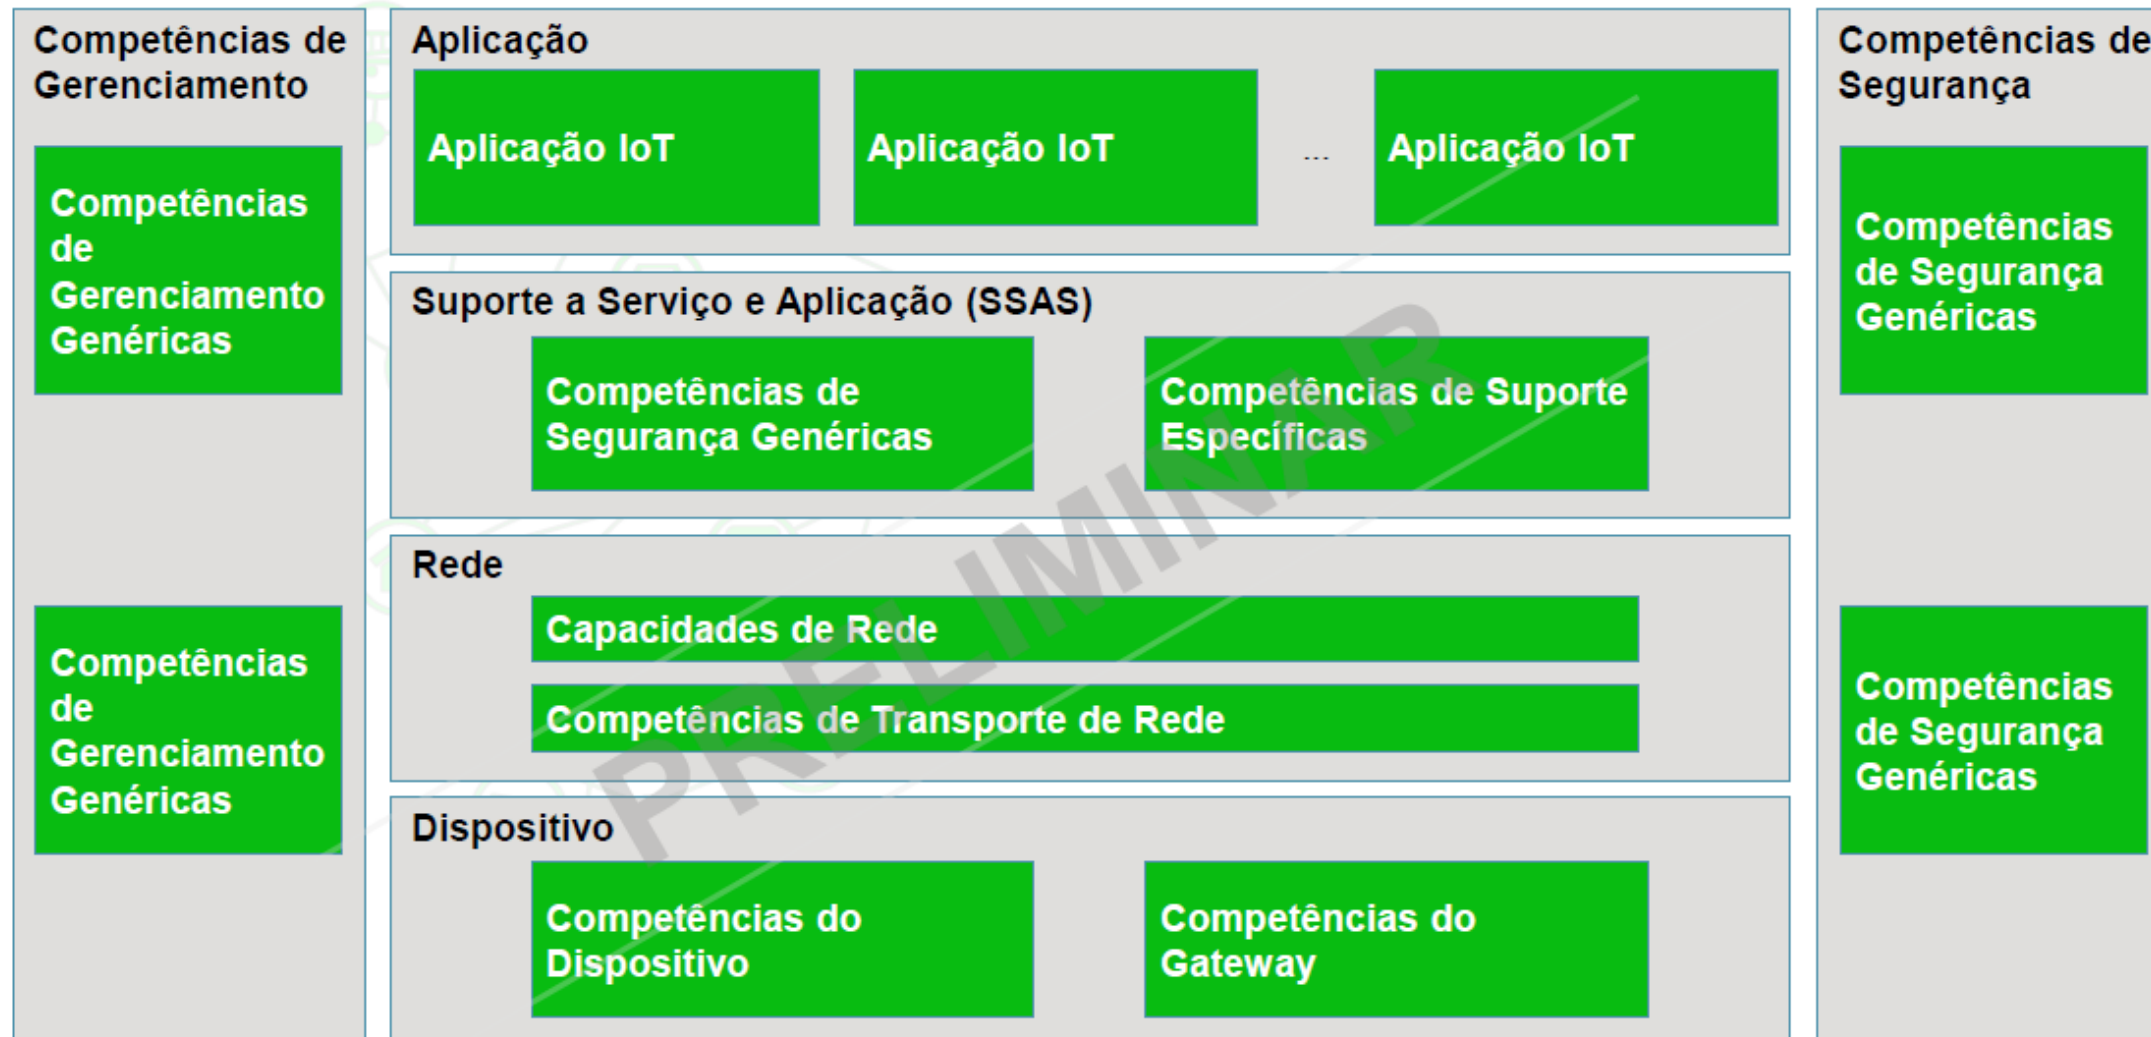 Competências de
Gerenciamento
Competências
de
Gerenciamento
Genéricas
Competências
de
Gerenciamento
Genéricas
Aplicação
Aplicação IoT
Aplicação IoT
...
Aplicação IoT
Suporte a Serviço e Aplicação (SSAS)
Competências de
Segurança Genéricas
Competências de Suporte
Específicas
Rede
Capacidades de Rede
Competências de Transporte de Rede
Dispositivo
Competências do
Dispositivo
Competências do
Gateway
Competências de
Segurança
Competências
de Segurança
Genéricas
Competências
de Segurança
Genéricas
PRELIMINAR